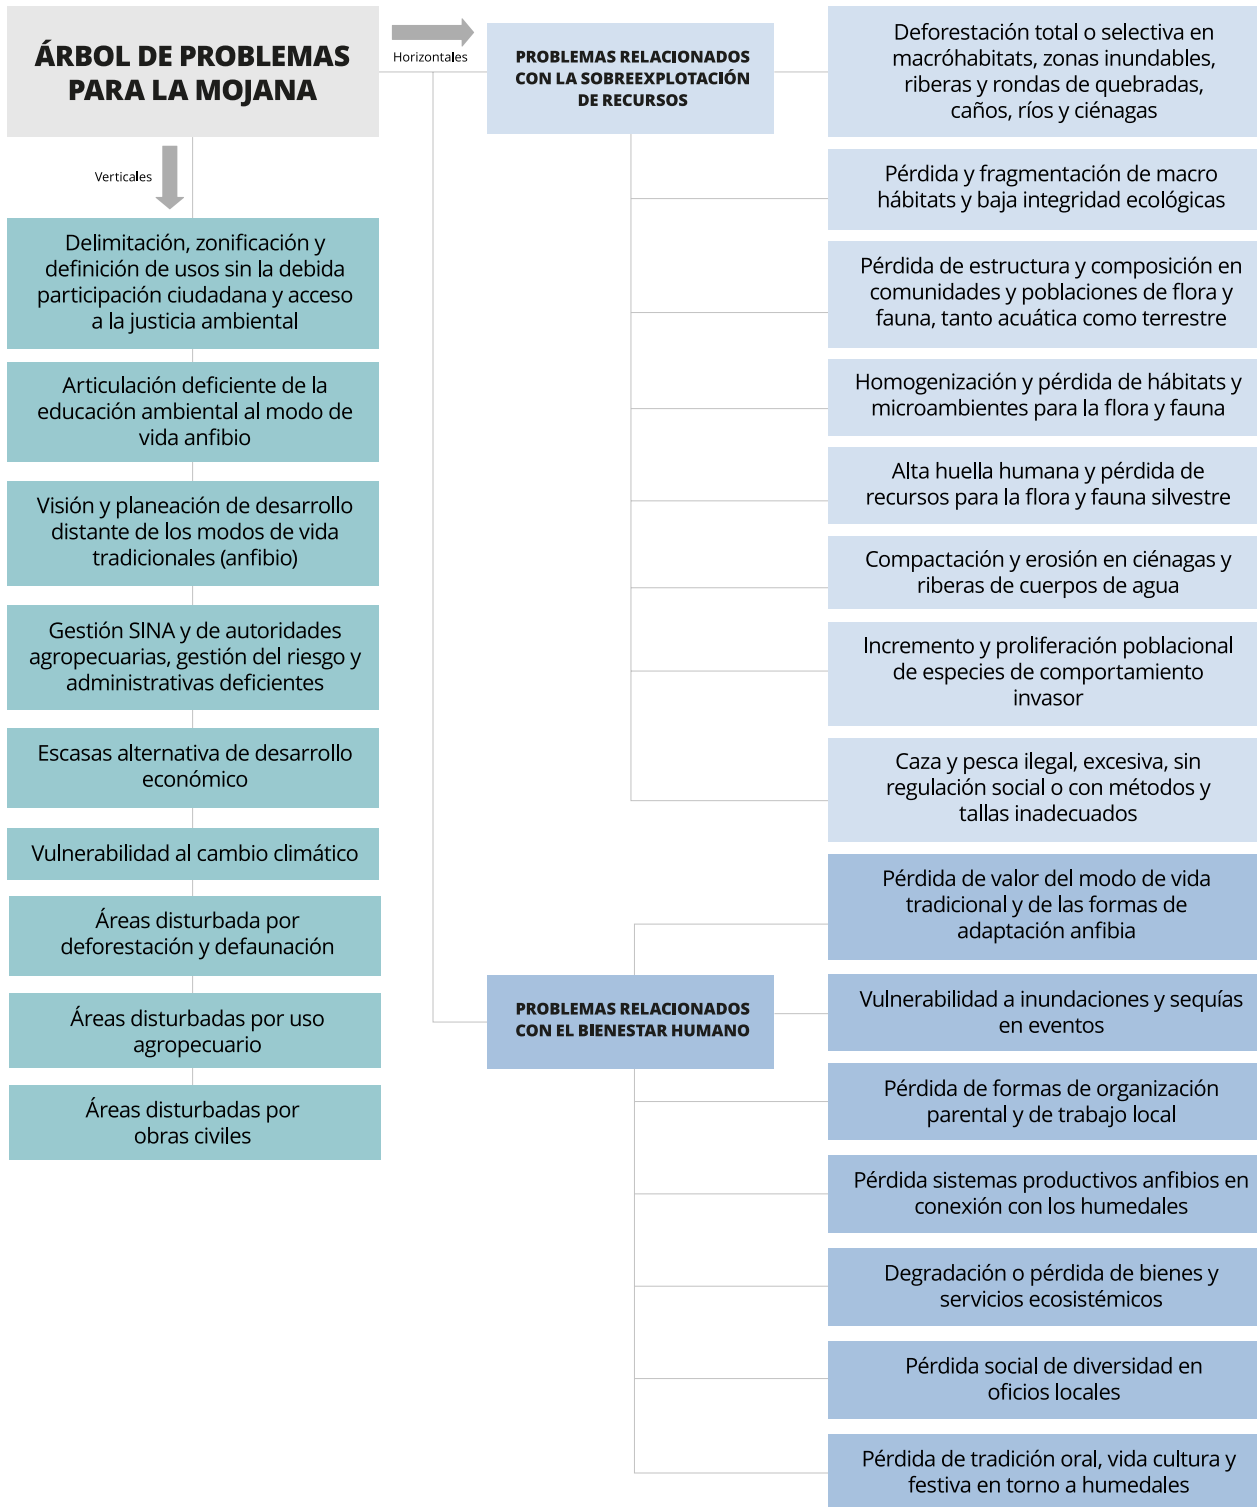 ÁRBOL DE PROBLEMAS
PARA LA MOJANA
Horizontales
Verticales
Delimitación, zonificación y
definición de usos sin la debida
participación ciudadana y acceso
a la justicia ambiental
Articulación deficiente de la
educación ambiental al modo de
vida anfibio
Visión y planeación de desarrollo
distante de los modos de vida
tradicionales (anfibio)
Gestión SINA y de autoridades
agropecuarias, gestión del riesgo y
administrativas deficientes
Escasas alternativa de desarrollo
económico
Vulnerabilidad al cambio climático
Áreas disturbada por
deforestación y defaunación
Áreas disturbadas por uso
agropecuario
Áreas disturbadas por
obras civiles
PROBLEMAS RELACIONADOS
CON LA SOBREEXPLOTACIÓN
DE RECURSOS
Deforestación total o selectiva en
macróhabitats, zonas inundables,
riberas y rondas de quebradas,
caños, ríos y ciénagas
Pérdida y fragmentación de macro
hábitats y baja integridad ecológicas
Pérdida de estructura y composición en
comunidades y poblaciones de flora y
fauna, tanto acuática como terrestre
Homogenización y pérdida de hábitats y
microambientes para la flora y fauna
Alta huella humana y pérdida de
recursos para la flora y fauna silvestre
Compactación y erosión en ciénagas y
riberas de cuerpos de agua
Incremento y proliferación poblacional
de especies de comportamiento
invasor
Caza y pesca ilegal, excesiva, sin
regulación social o con métodos y
tallas inadecuados
PROBLEMAS RELACIONADOS
CON EL BIENESTAR HUMANO
Pérdida de valor del modo de vida
tradicional y de las formas de
adaptación anfibia
Vulnerabilidad a inundaciones y sequías
en eventos
Pérdida de formas de organización
parental y de trabajo local
Pérdida sistemas productivos anfibios en
conexión con los humedales
Degradación o pérdida de bienes y
servicios ecosistémicos
Pérdida social de diversidad en
oficios locales
Pérdida de tradición oral, vida cultura y
festiva en torno a humedales